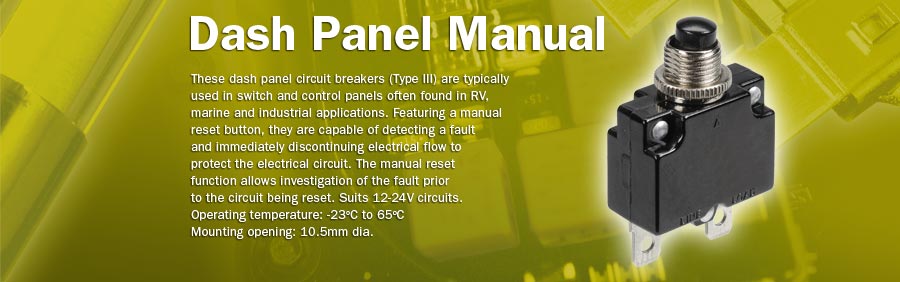 Dash Panel Manual
These dash panel circuit breakers (Type III) are typically
used in switch and control panels often found in RV,
marine and industrial applications. Featuring a manual
reset button, they are capable of detecting a fault
and immediately discontinuing electrical flow to
protect the electrical circuit. The manual reset
function allows investigation of the fault prior
to the circuit being reset. Suits 12-24V circuits.
Operating temperature: -23ºC to 65ºC
Mounting opening: 10.5mm dia.
LINE LOAD